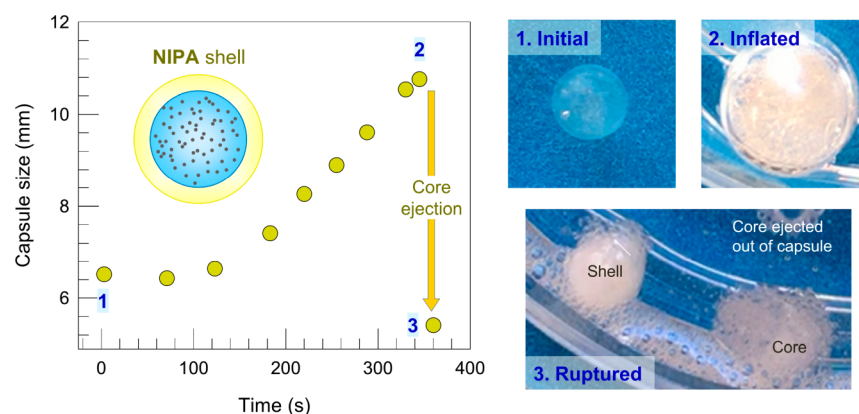 12
10
8
6
0
100
200
300
400
Capsule size (mm)
Time (s)
NIPA shell
1
2
3
Core
ejection
1. Initial
2. Inflated
Core ejected
out of capsule
Shell
Core
3. Ruptured